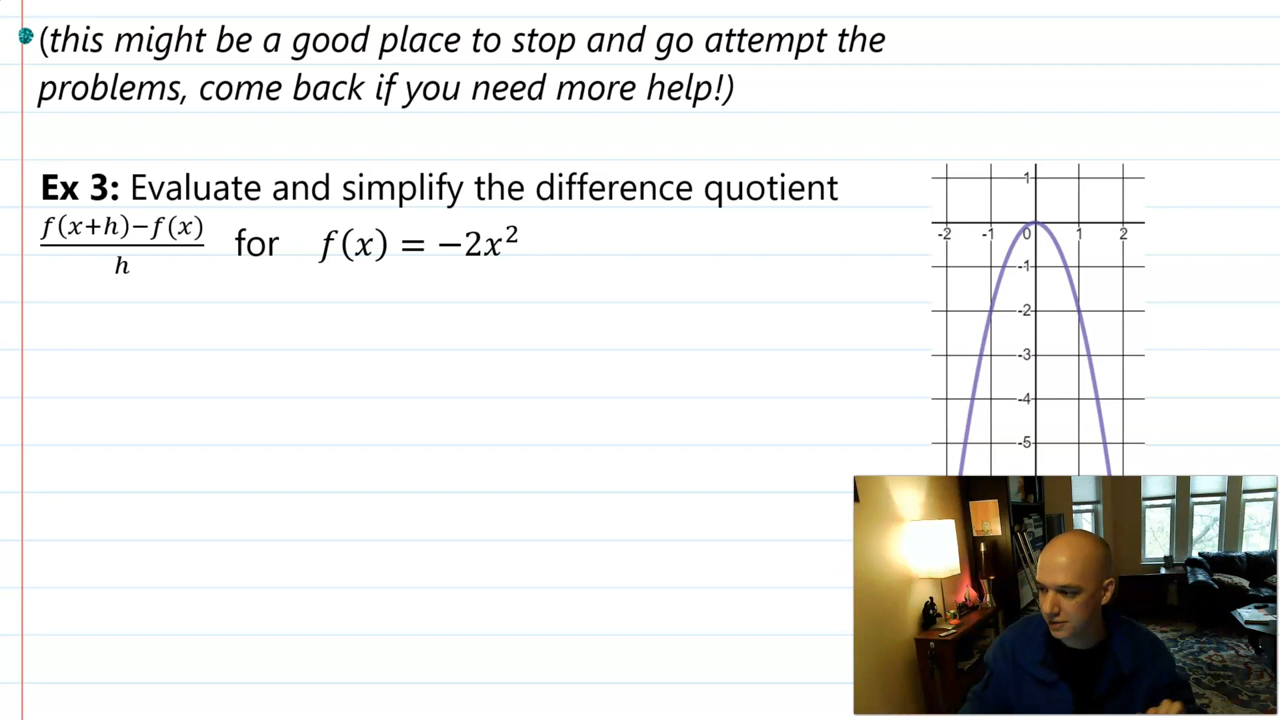 (this might be a good place to stop and go attempt the
problems, come back if you need more help!)
Ex 3: Evaluate and simplify the difference quotient
f(x+h)−f(x)
h
for f(x) = −2x²
1
-2 -1 0 1 2
-1
-2
-3
-4
-5